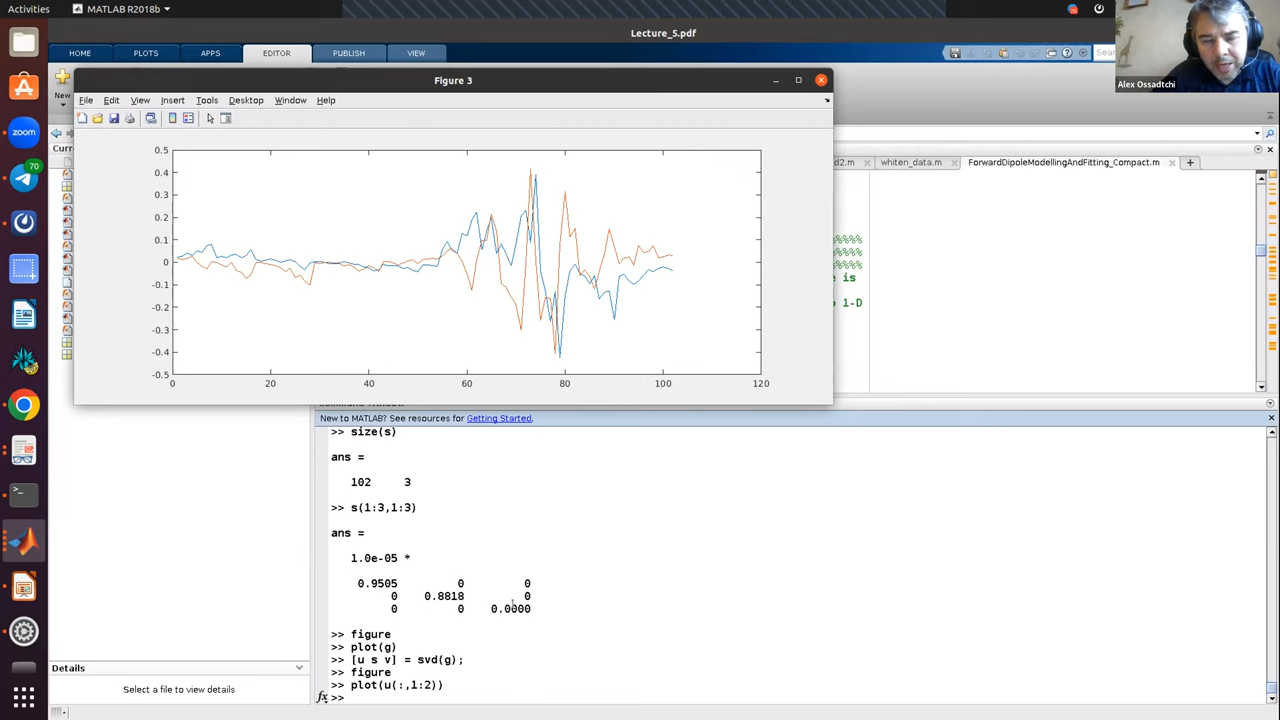 Activities
MATLAB R2018b
Lecture_5.pdf
HOME PLOTS APPS EDITOR PUBLISH VIEW
Alex Ossadtchi
New
Figure 3
File Edit View Insert Tools Desktop Window Help
whiten_data.m
ForwardDipoleModellingAndFitting_Compact.m
%%%%
%%%%
%%%%
0.5
0.4
0.3
0.2
0.1
0
-0.1
-0.2
-0.3
-0.4
-0.5
0 20 40 60 80 100 120
zoom
70
New to MATLAB? See resources for Getting Started.
>> size(s)
ans =
102 3
>> s(1:3,1:3)
ans =
1.0e-05 *
0.9505 0 0
0 0.8818 0
0 0 0.0000
>> figure
>> plot(g)
>> [u s v] = svd(g);
>> figure
>> plot(u(:,1:2))
fx >>
Details
Select a file to view details